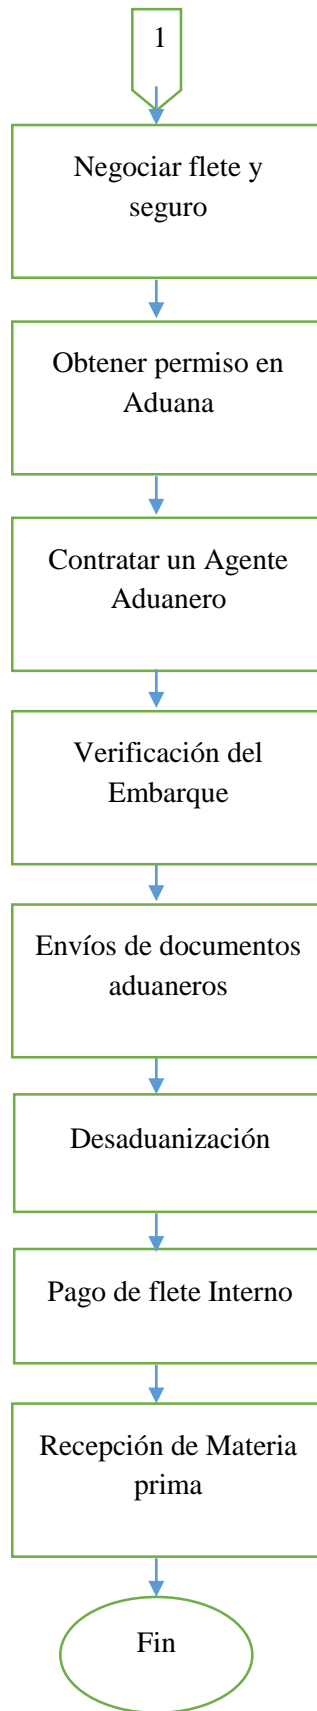 1
Negociar flete y
seguro
Obtener permiso en
Aduana
Contratar un Agente
Aduanero
Verificación del
Embarque
Envíos de documentos
aduaneros
Desaduanización
Pago de flete Interno
Recepción de Materia
prima
Fin